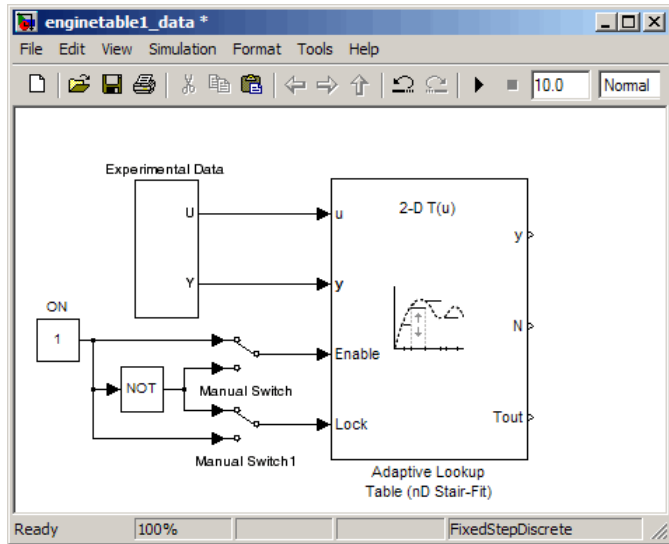 enginetable1_data *
File Edit View Simulation Format Tools Help
10.0 Normal
Experimental Data
U
Y
u
y
Enable
Lock
2-D T(u)
y
N
Tout
ON
1
NOT
Manual Switch
Manual Switch1
Adaptive Lookup
Table (nD Stair-Fit)
Ready 100% FixedStepDiscrete